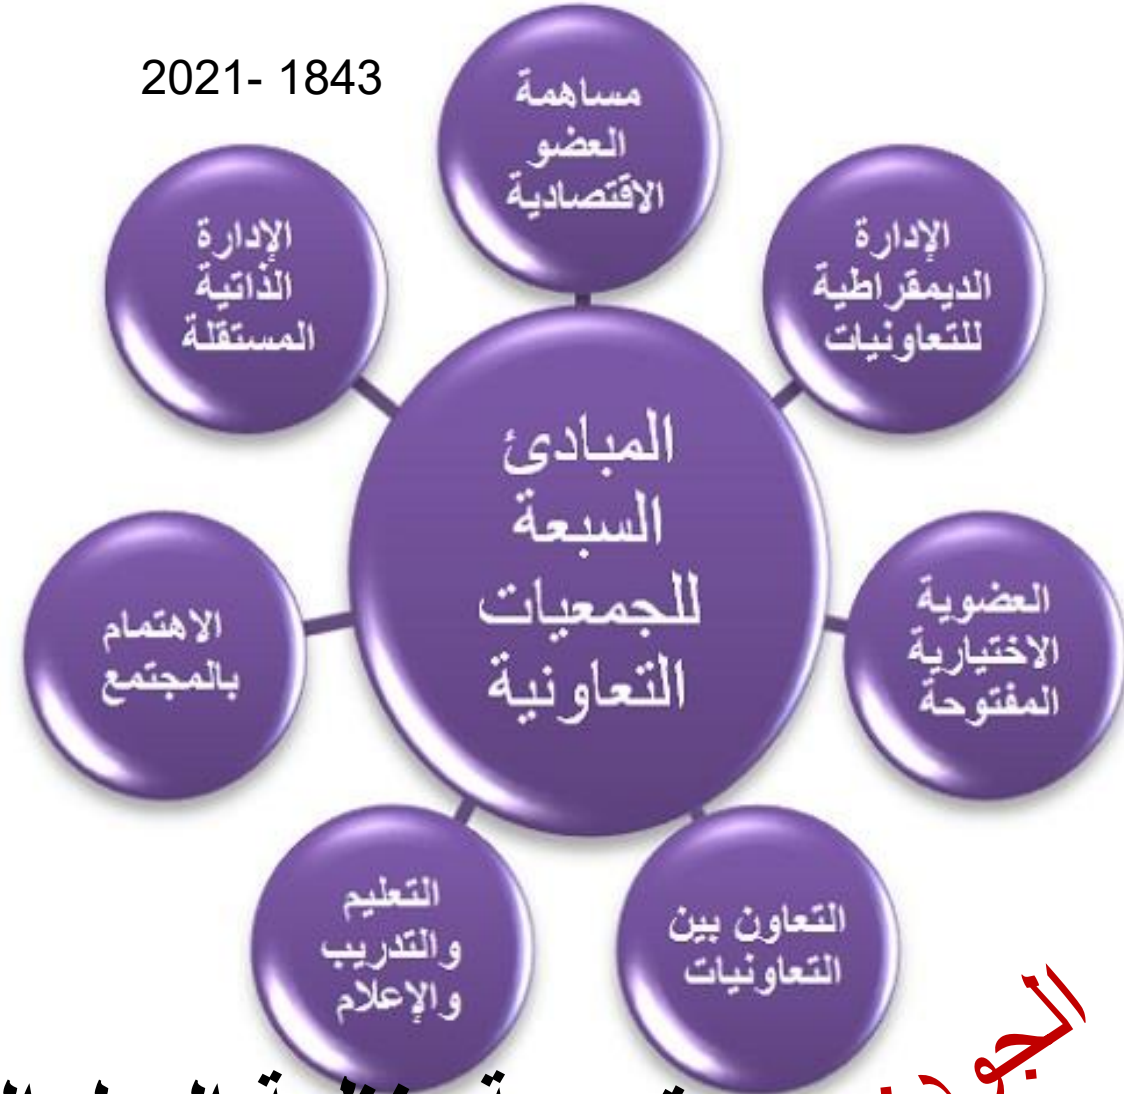 2021- 1843
مساهمة
العضو
الاقتصادية
الإدارة
الديمقراطية
للتعاونيات
الإدارة
الذاتية
المستقلة
المبادئ
السبعة
للجمعيات
التعاونية
العضوية
الاختيارية
المفتوحة
الاهتمام
بالمجتمع
التعاون بين
التعاونيات
التعليم
والتدريب
والإعلام